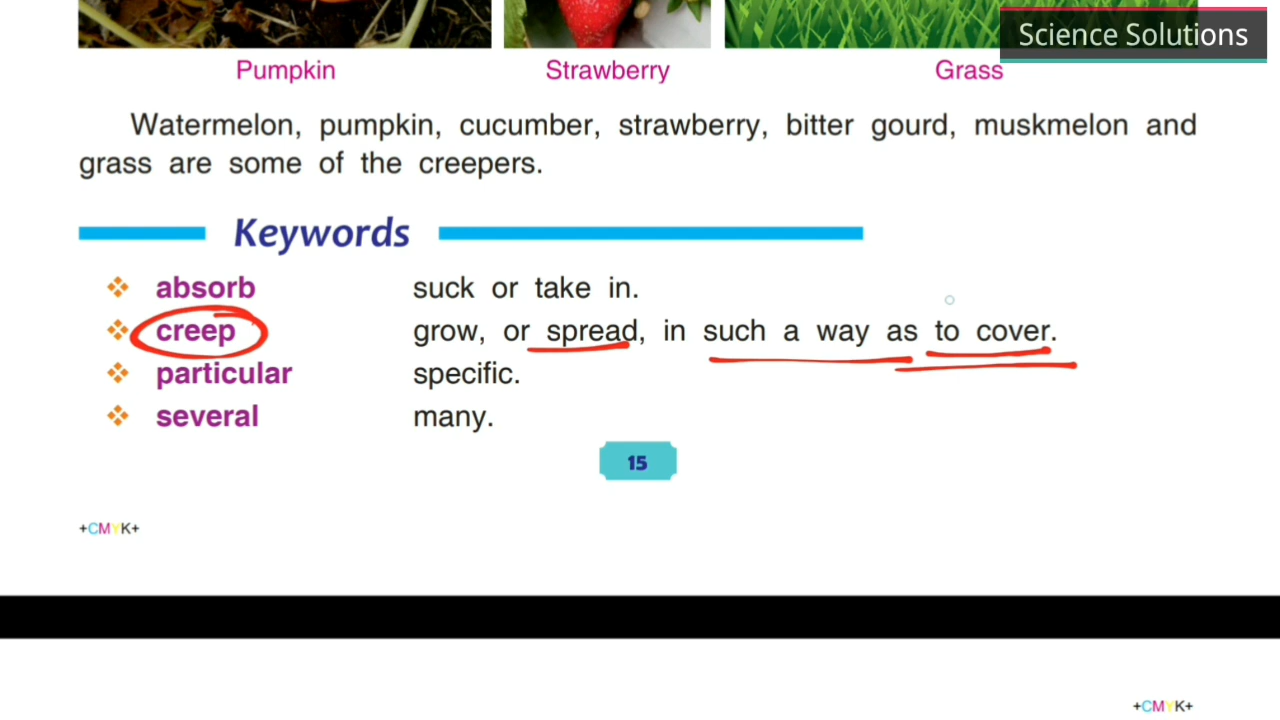 Science Solutions
Pumpkin Strawberry Grass
Watermelon, pumpkin, cucumber, strawberry, bitter gourd, muskmelon and
grass are some of the creepers.
Keywords
absorb suck or take in.
creep grow, or spread, in such a way as to cover.
particular specific.
several many.
15
+CMYK+
+CMYK+